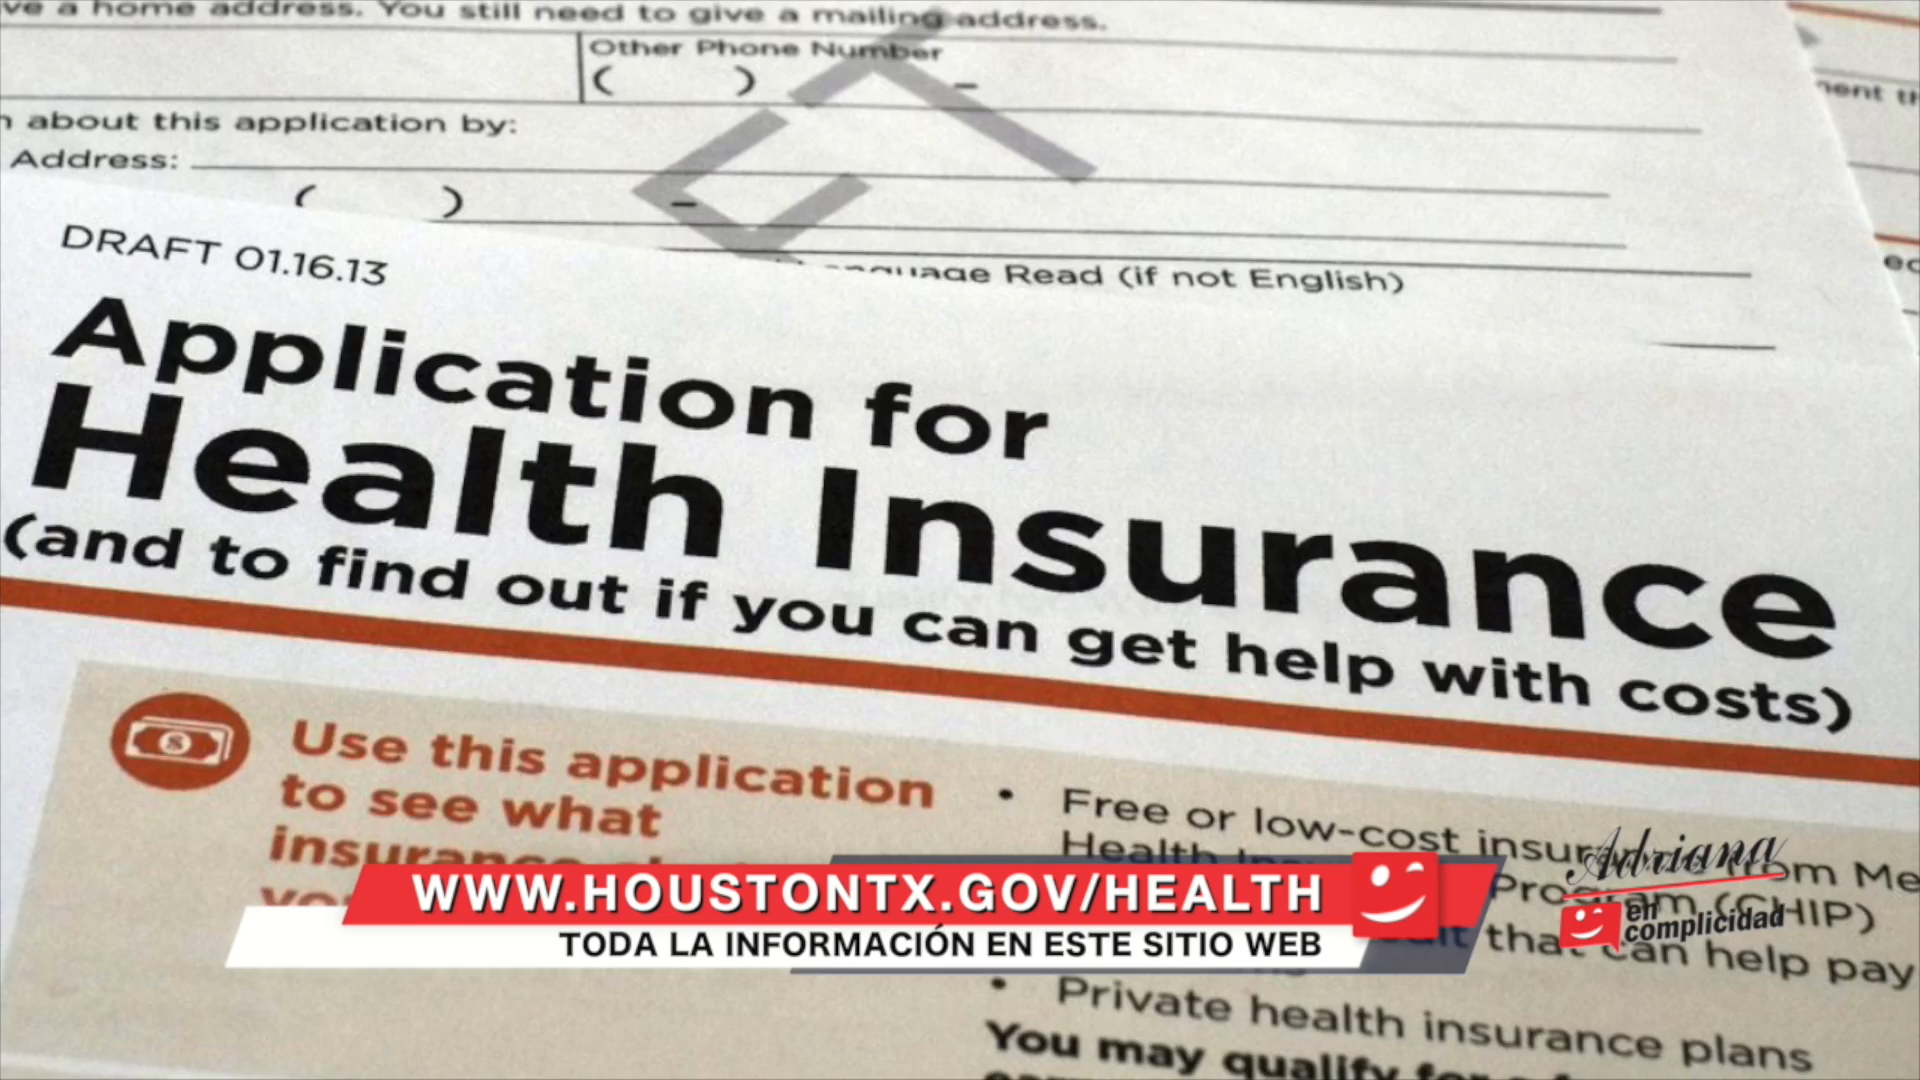 ve a home address. You still need to give a mailing address.
Other Phone Number
( ) –
about this application by:
Address:
( ) –
Read (if not English)
DRAFT 01.16.13
Application for
Health Insurance
(and to find out if you can get help with costs)
Use this application
to see what
• Free or low-cost
that can help pay
• Private health insurance plans
You may qualify
WWW.HOUSTONTX.GOV/HEALTH
TODA LA INFORMACIÓN EN ESTE SITIO WEB
Adriana
en
complicidad